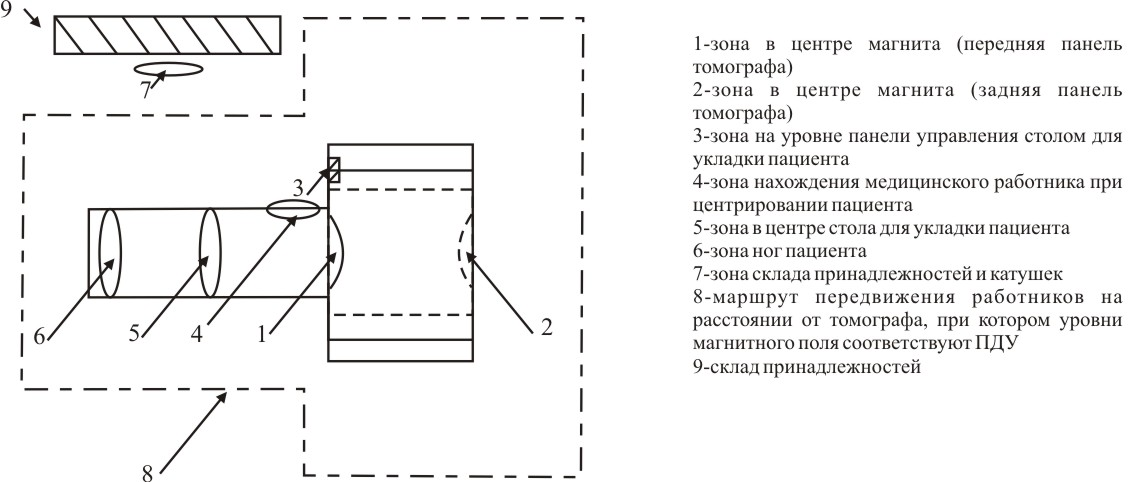 9
7
3
6
5
4
1
2
8
1-зона в центре магнита (передняя панель
томографа)
2-зона в центре магнита (задняя панель
томографа)
3-зона на уровне панели управления столом для
укладки пациента
4-зона нахождения медицинского работника при
центрировании пациента
5-зона в центре стола для укладки пациента
6-зона ног пациента
7-зона склада принадлежностей и катушек
8-маршрут передвижения работников на
расстоянии от томографа, при котором уровни
магнитного поля соответствуют ПДУ
9-склад принадлежностей